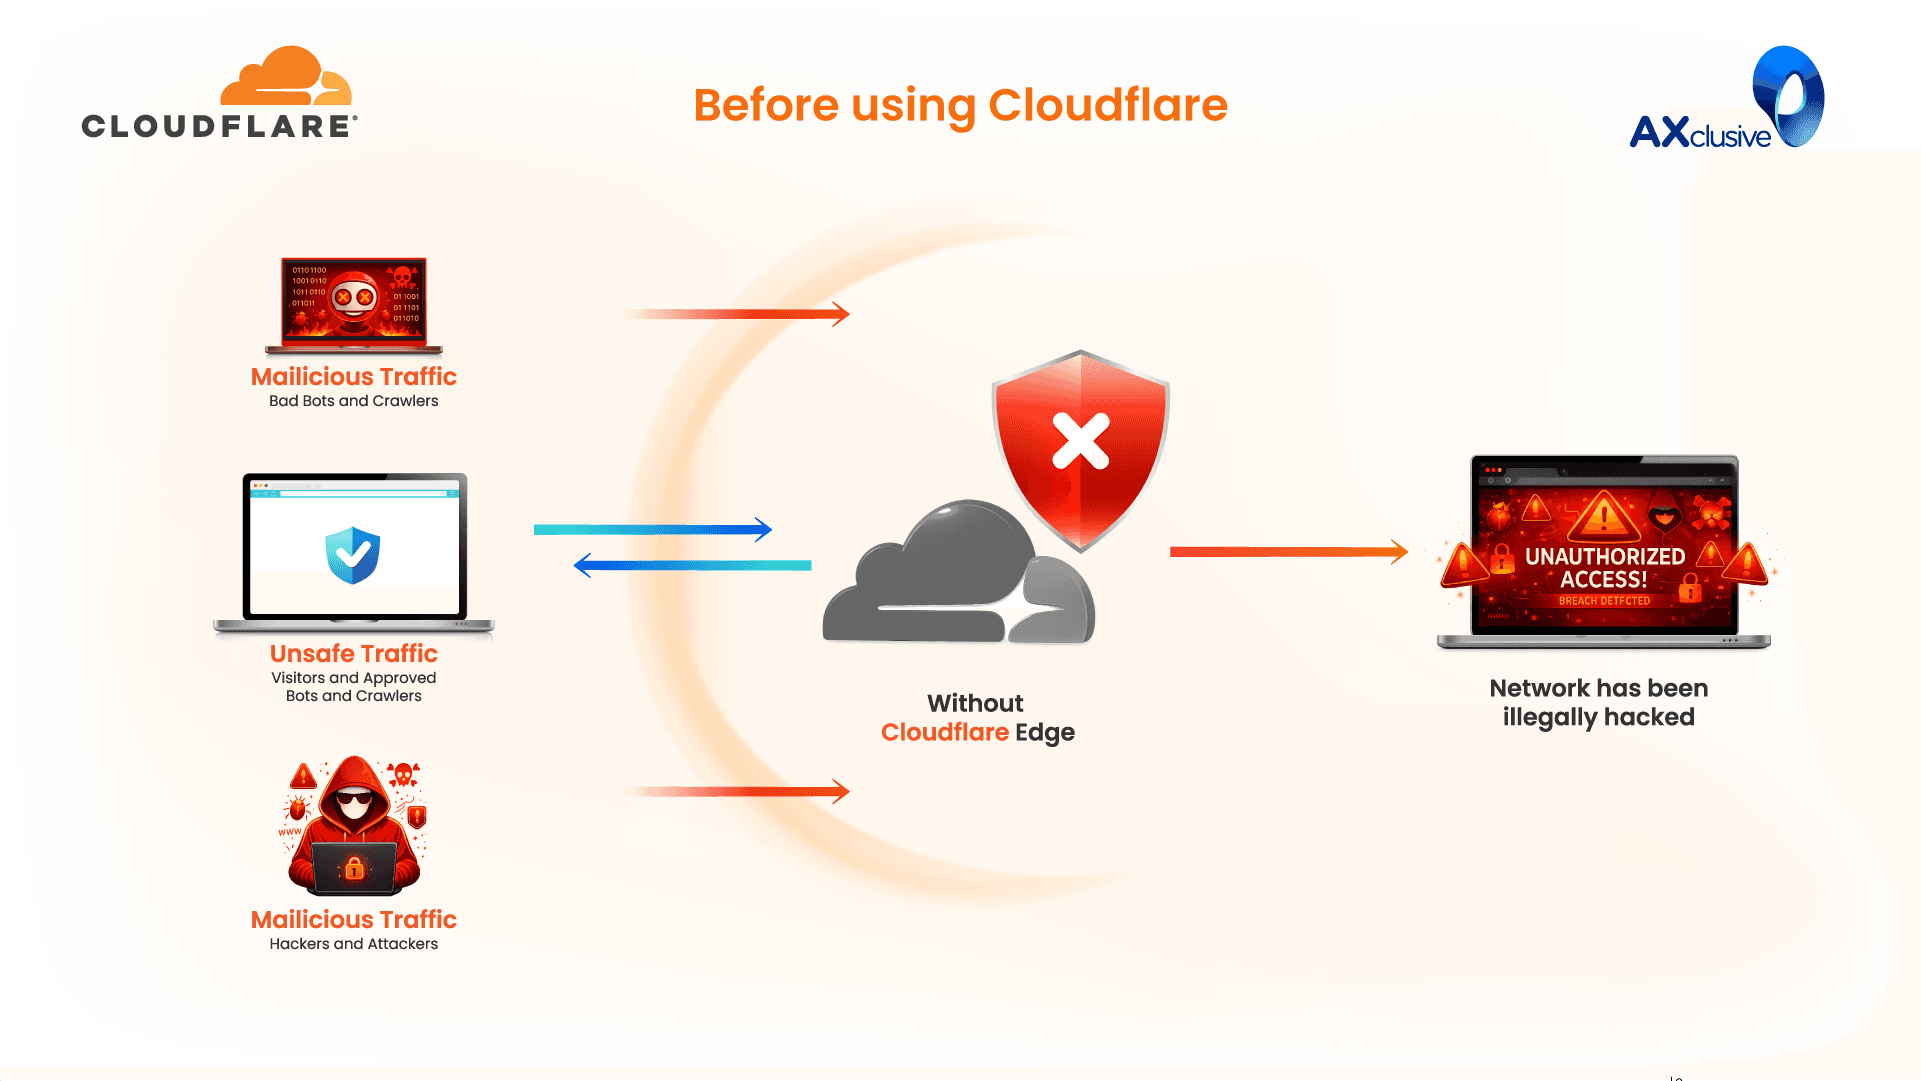 CLOUDFLARE®
Before using Cloudflare
AXclusive
01101100
10010110
10110110
011011
01 1001
01 1101
011010
Mailicious Traffic
Bad Bots and Crawlers
Unsafe Traffic
Visitors and Approved
Bots and Crawlers
www
Mailicious Traffic
Hackers and Attackers
Without
Cloudflare Edge
UNAUTHORIZED
ACCESS!
BREACH DETFCTED
Network has been
illegally hacked